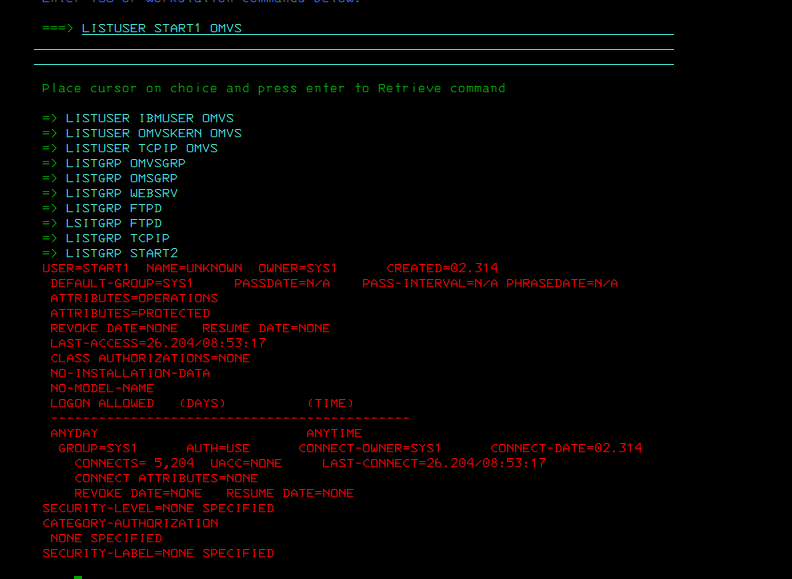 Enter TSO or Workstation commands below:
===> LISTUSER START1 OMVS
Place cursor on choice and press enter to Retrieve command
=> LISTUSER IBMUSER OMVS
=> LISTUSER OMVSKERN OMVS
=> LISTUSER TCPIP OMVS
=> LISTGRP OMVSGRP
=> LISTGRP OMSGRP
=> LISTGRP WEBSRV
=> LISTGRP FTPD
=> LSITGRP FTPD
=> LISTGRP TCPIP
=> LISTGRP START2
USER=START1  NAME=UNKNOWN  OWNER=SYS1      CREATED=02.314
 DEFAULT-GROUP=SYS1     PASSDATE=N/A    PASS-INTERVAL=N/A PHRASEDATE=N/A
 ATTRIBUTES=OPERATIONS
 ATTRIBUTES=PROTECTED
 REVOKE DATE=NONE   RESUME DATE=NONE
 LAST-ACCESS=26.204/08:53:17
 CLASS AUTHORIZATIONS=NONE
 NO-INSTALLATION-DATA
 NO-MODEL-NAME
 LOGON ALLOWED   (DAYS)          (TIME)
 ---------------------------------------------
 ANYDAY                          ANYTIME
  GROUP=SYS1      AUTH=USE      CONNECT-OWNER=SYS1      CONNECT-DATE=02.314
    CONNECTS= 5,204  UACC=NONE     LAST-CONNECT=26.204/08:53:17
    CONNECT ATTRIBUTES=NONE
    REVOKE DATE=NONE   RESUME DATE=NONE
SECURITY-LEVEL=NONE SPECIFIED
CATEGORY-AUTHORIZATION
 NONE SPECIFIED
SECURITY-LABEL=NONE SPECIFIED